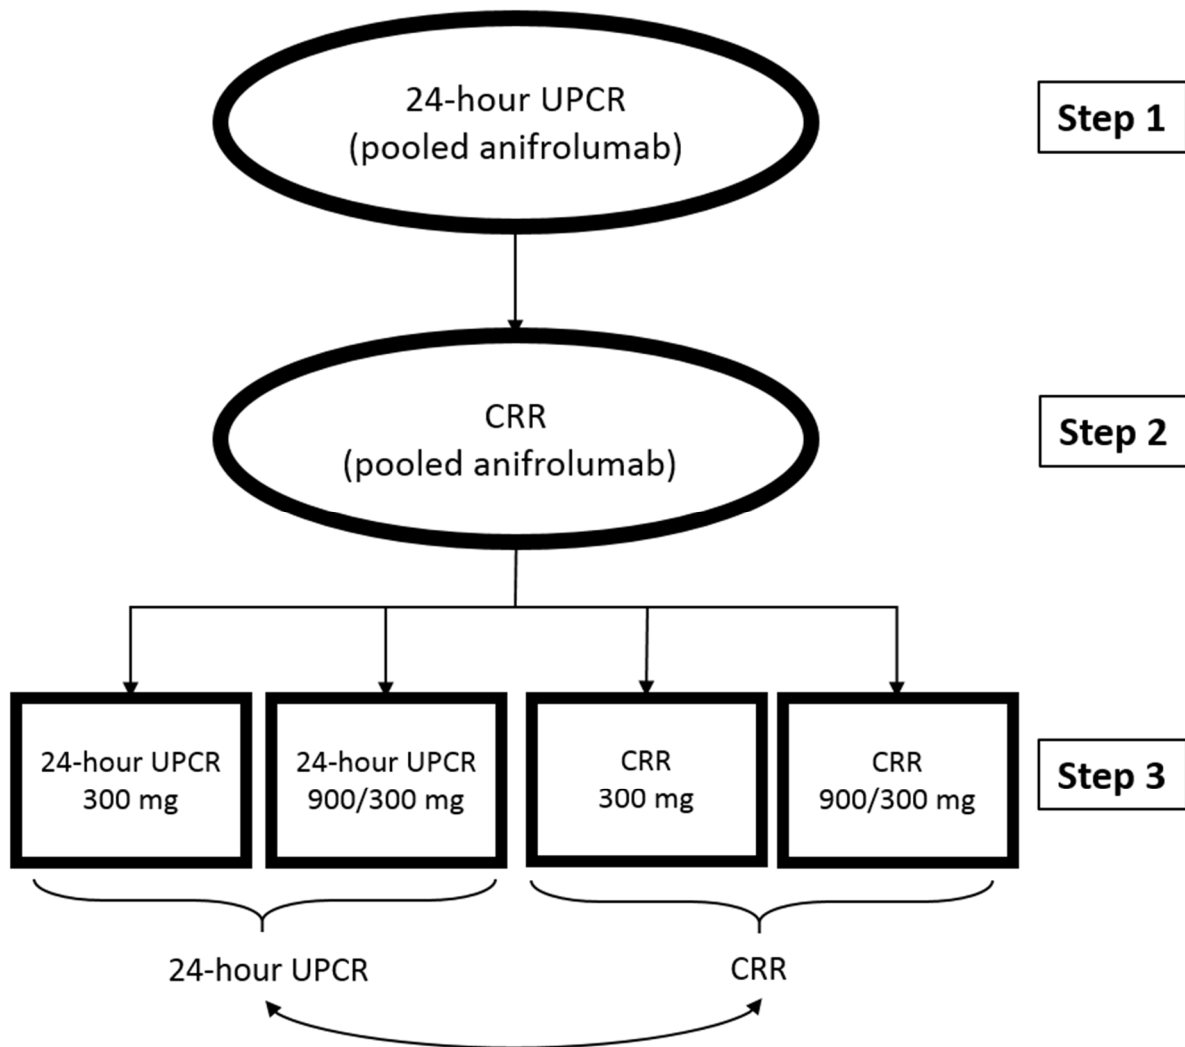 24-hour UPCR
(pooled anifrolumab)
Step 1
CRR
(pooled anifrolumab)
Step 2
24-hour UPCR
300 mg
24-hour UPCR
900/300 mg
CRR
300 mg
CRR
900/300 mg
Step 3
24-hour UPCR
CRR